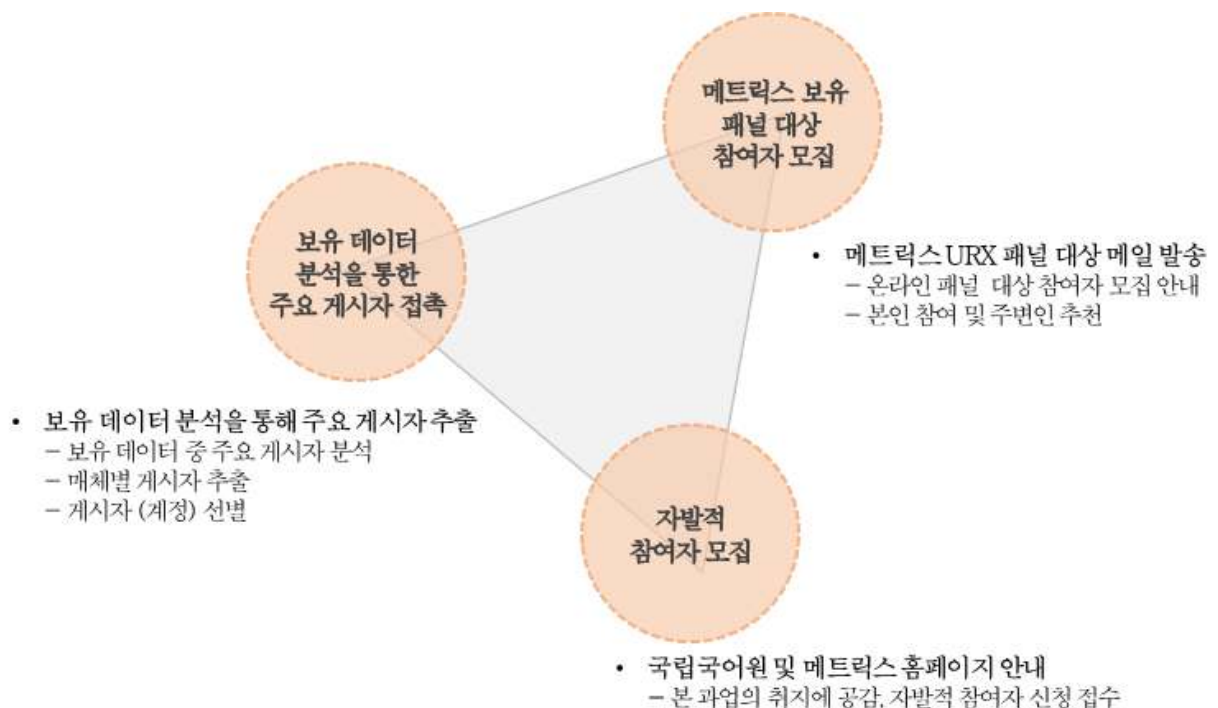 메트릭스 보유
패널 대상
참여자 모집
보유 데이터
분석을 통한
주요 게시자 접촉
• 메트릭스 URX 패널 대상 메일 발송
– 온라인 패널 대상 참여자 모집 안내
– 본인 참여 및 주변인 추천
• 보유 데이터 분석을 통해 주요 게시자 추출
– 보유 데이터 중 주요 게시자 분석
– 매체별 게시자 추출
– 게시자 (계정) 선별
자발적
참여자 모집
• 국립국어원 및 메트릭스 홈페이지 안내
– 본 과업의 취지에 공감, 자발적 참여자 신청 접수